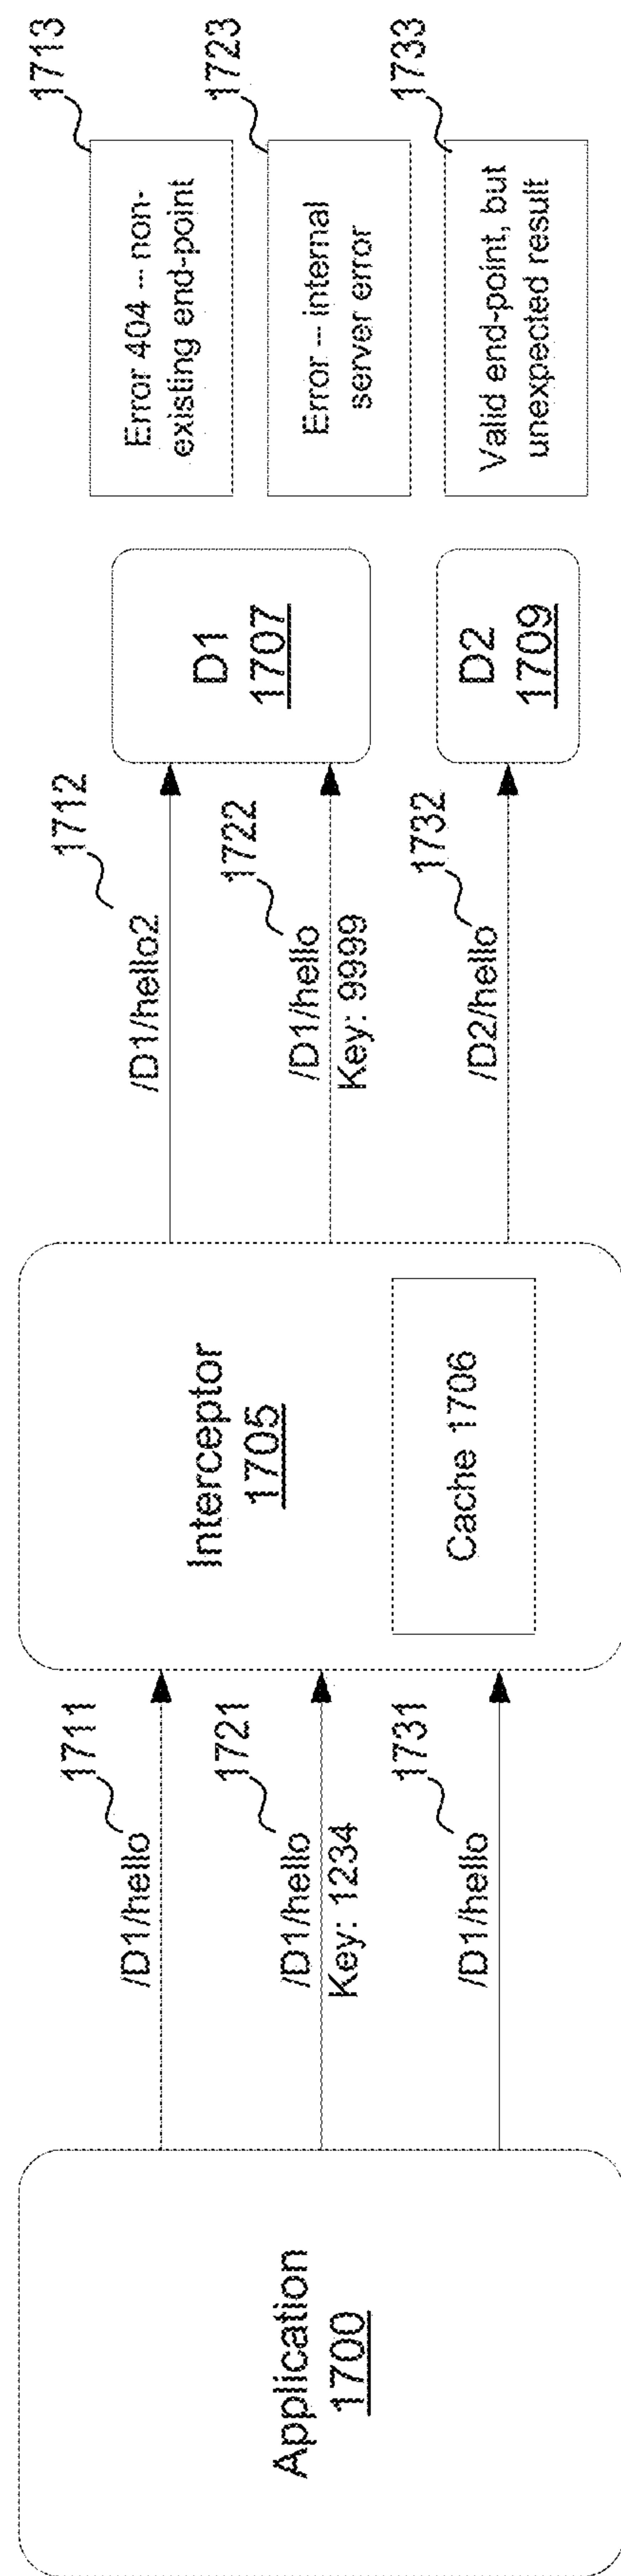 Application
1700
/D1/hello
1711
/D1/hello
Key: 1234
1721
/D1/hello
1731
Interceptor
1705
Cache 1706
/D1/hello2
1712
/D1/hello
Key: 9999
1722
/D2/hello
1732
D1
1707
D2
1709
Error 404 -- non-
existing end-point
1713
Error -- internal
server error
1723
Valid end-point, but
unexpected result
1733